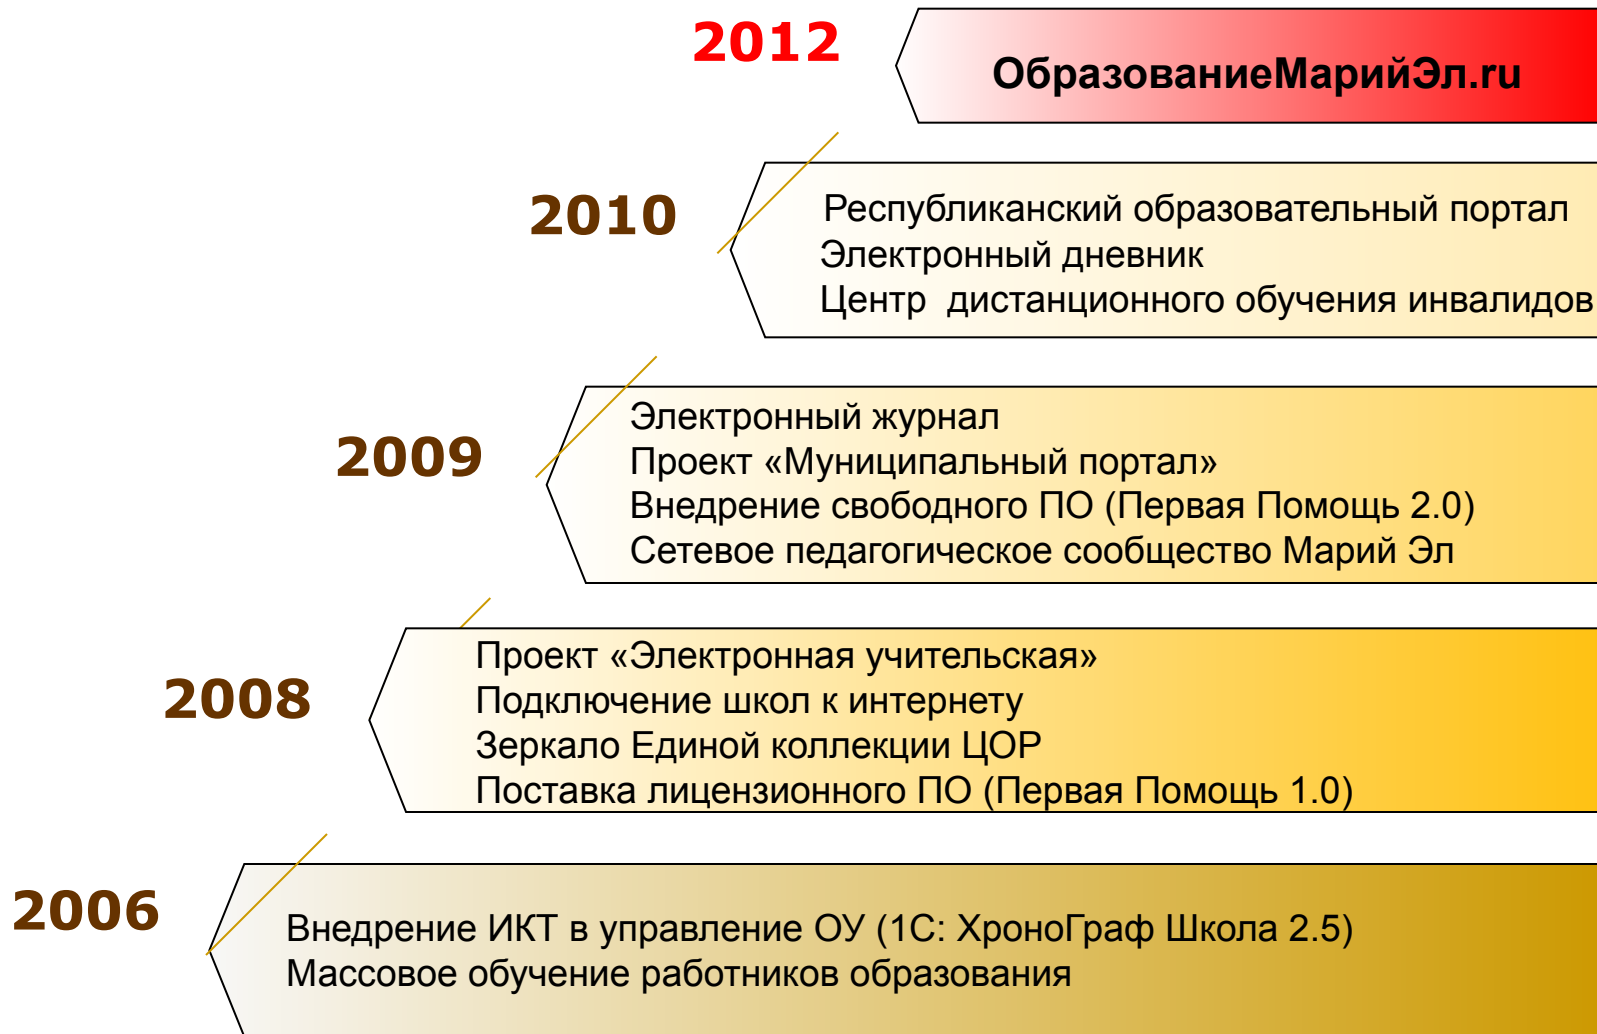 2012
ОбразованиеМарийЭл.ru
2010
Республиканский образовательный портал
Электронный дневник
Центр дистанционного обучения инвалидов
2009
Электронный журнал
Проект «Муниципальный портал»
Внедрение свободного ПО (Первая Помощь 2.0)
Сетевое педагогическое сообщество Марий Эл
2008
Проект «Электронная учительская»
Подключение школ к интернету
Зеркало Единой коллекции ЦОР
Поставка лицензионного ПО (Первая Помощь 1.0)
2006
Внедрение ИКТ в управление ОУ (1С: ХроноГраф Школа 2.5)
Массовое обучение работников образования